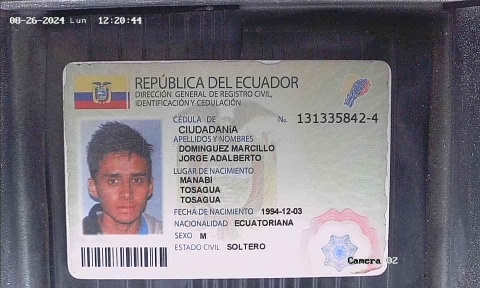 08-26-2024 Lun 12:20:44
REPÚBLICA DEL ECUADOR
DIRECCIÓN GENERAL DE REGISTRO CIVIL,
IDENTIFICACIÓN Y CEDULACIÓN
CÉDULA DE No. 131335842-4
CIUDADANÍA
APELLIDOS Y NOMBRES
DOMINGUEZ MARCILLO
JORGE ADALBERTO
LUGAR DE NACIMIENTO
MANABI
TOSAGUA
TOSAGUA
FECHA DE NACIMIENTO 1994-12-03
NACIONALIDAD ECUATORIANA
SEXO M
ESTADO CIVIL SOLTERO
Camera 02